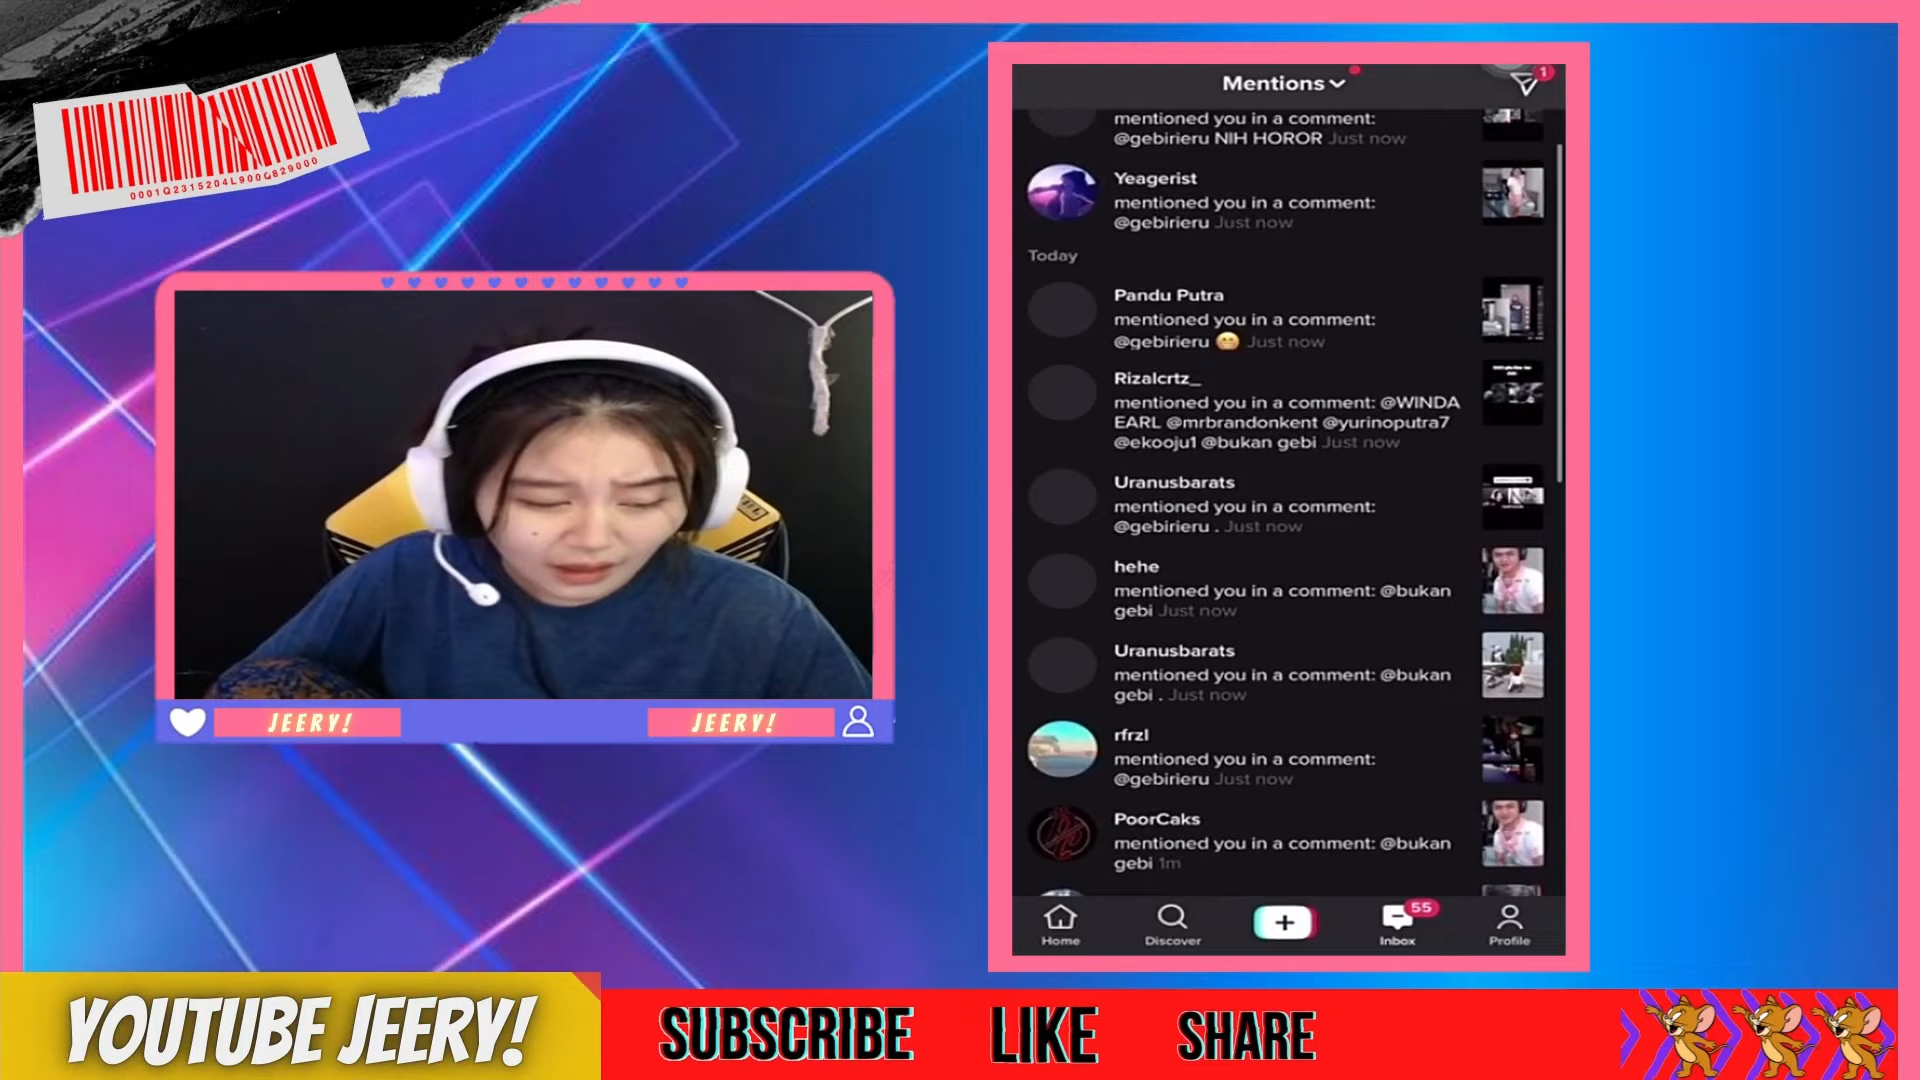 0001Q2315204L900Q829000
JEERY!
JEERY!
Mentions
1
mentioned you in a comment:
@gebirieru NIH HOROR Just now
Yeagerist
mentioned you in a comment:
@gebirieru Just now
Today
Pandu Putra
mentioned you in a comment:
@gebirieru 😁 Just now
Rizalcrtz_
mentioned you in a comment: @WINDA
EARL @mrbrandonkent @yurinoputra7
@ekooju1 @bukan gebi Just now
Uranusbarats
mentioned you in a comment:
@gebirieru . Just now
hehe
mentioned you in a comment: @bukan
gebi Just now
Uranusbarats
mentioned you in a comment: @bukan
gebi . Just now
rfrzl
mentioned you in a comment:
@gebirieru Just now
PoorCaks
mentioned you in a comment: @bukan
gebi 1m
55
Home
Discover
Inbox
Profile
YOUTUBE JEERY!
SUBSCRIBE
LIKE
SHARE